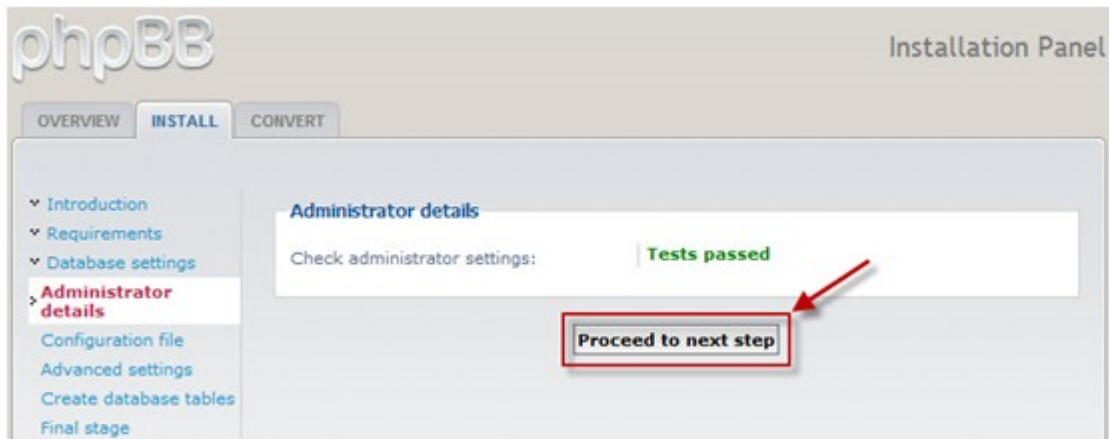 phpBB
Installation Panel
OVERVIEW INSTALL CONVERT
Introduction
Requirements
Database settings
Administrator
details
Configuration file
Advanced settings
Create database tables
Final stage
Administrator details
Check administrator settings: Tests passed
Proceed to next step